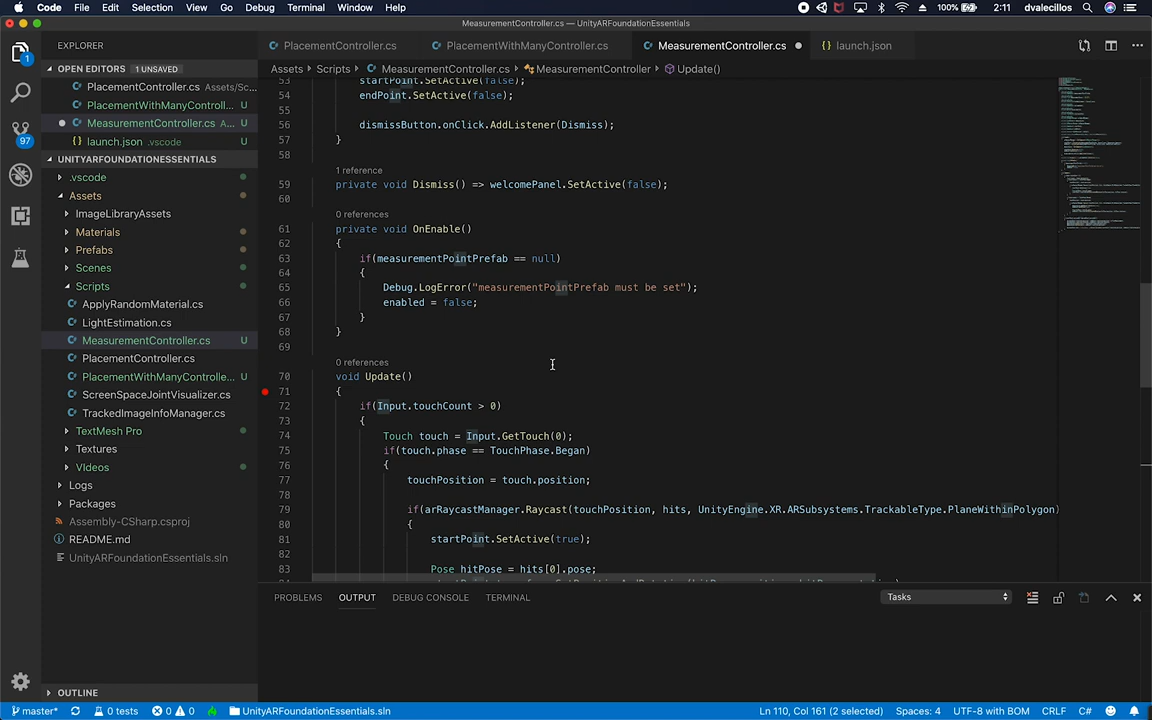 Code File Edit Selection View Go Debug Terminal Window Help 100% 2:11 dvalecillos
MeasurementController.cs — UnityARFoundationEssentials
EXPLORER
PlacementController.cs
PlacementWithManyController.cs
MeasurementController.cs
launch.json
OPEN EDITORS 1 UNSAVED
Assets › Scripts › MeasurementController.cs › MeasurementController › Update()
PlacementController.cs Assets/Sc...
PlacementWithManyControll... U
MeasurementController.cs A...
launch.json .vscode U
UNITYARFOUNDATIONESSENTIALS
.vscode
Assets
ImageLibraryAssets
Materials
Prefabs
Scenes
Scripts
ApplyRandomMaterial.cs
LightEstimation.cs
MeasurementController.cs U
PlacementController.cs
PlacementWithManyControlle... U
ScreenSpaceJointVisualizer.cs
TrackedImageInfoManager.cs
TextMesh Pro
Textures
VIdeos
Logs
Packages
Assembly-CSharp.csproj
README.md
UnityARFoundationEssentials.sln
OUTLINE
1
97
53 startPoint.SetActive(false);
54 endPoint.SetActive(false);
55
56 dismissButton.onClick.AddListener(Dismiss);
57 }
58
1 reference
59 private void Dismiss() => welcomePanel.SetActive(false);
60
0 references
61 private void OnEnable()
62 {
63 if(measurementPointPrefab == null)
64 {
65 Debug.LogError("measurementPointPrefab must be set");
66 enabled = false;
67 }
68 }
69
0 references
70 void Update()
71 {
72 if(Input.touchCount > 0)
73 {
74 Touch touch = Input.GetTouch(0);
75 if(touch.phase == TouchPhase.Began)
76 {
77 touchPosition = touch.position;
78
79 if(arRaycastManager.Raycast(touchPosition, hits, UnityEngine.XR.ARSubsystems.TrackableType.PlaneWithinPolygon)
80 {
81 startPoint.SetActive(true);
82
83 Pose hitPose = hits[0].pose;
PROBLEMS OUTPUT DEBUG CONSOLE TERMINAL Tasks
master* 0 tests 0 0 UnityARFoundationEssentials.sln Ln 110, Col 161 (2 selected) Spaces: 4 UTF-8 with BOM CRLF C#